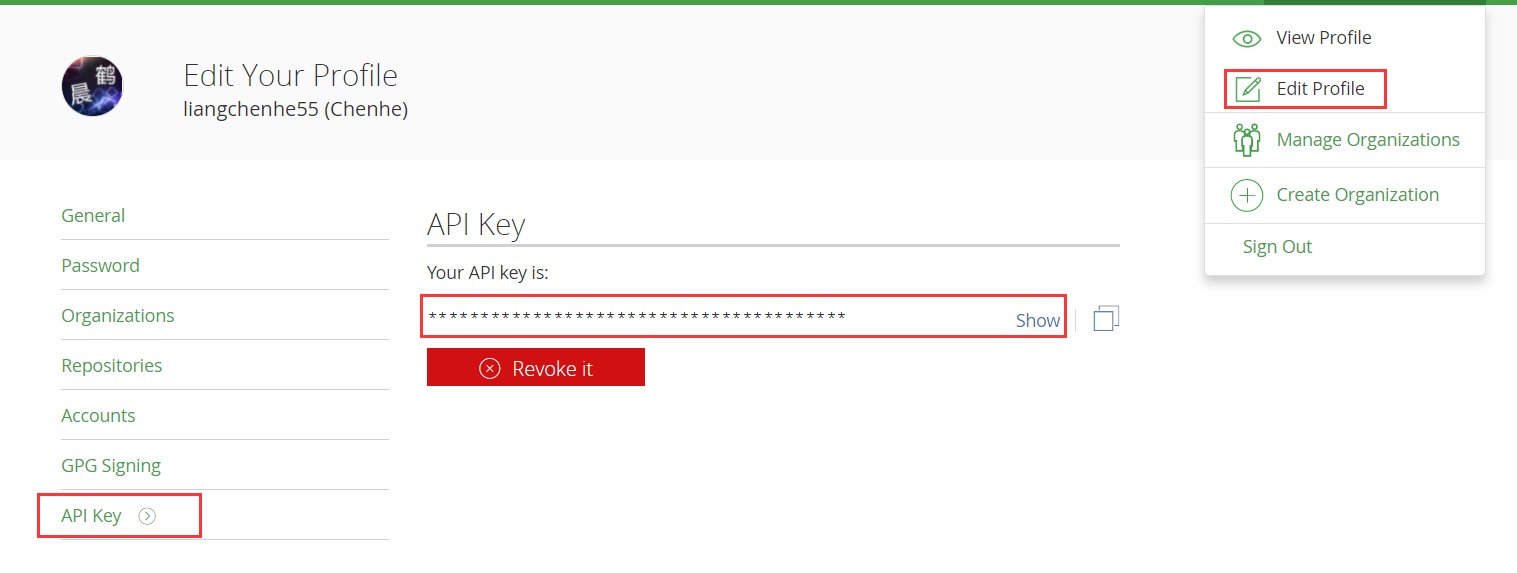 View Profile
Edit Profile
Manage Organizations
Create Organization
Sign Out
鹤
晨
Edit Your Profile
liangchenhe55 (Chenhe)
General
Password
Organizations
Repositories
Accounts
GPG Signing
API Key
API Key
Your API key is:
**************************************** Show
Revoke it